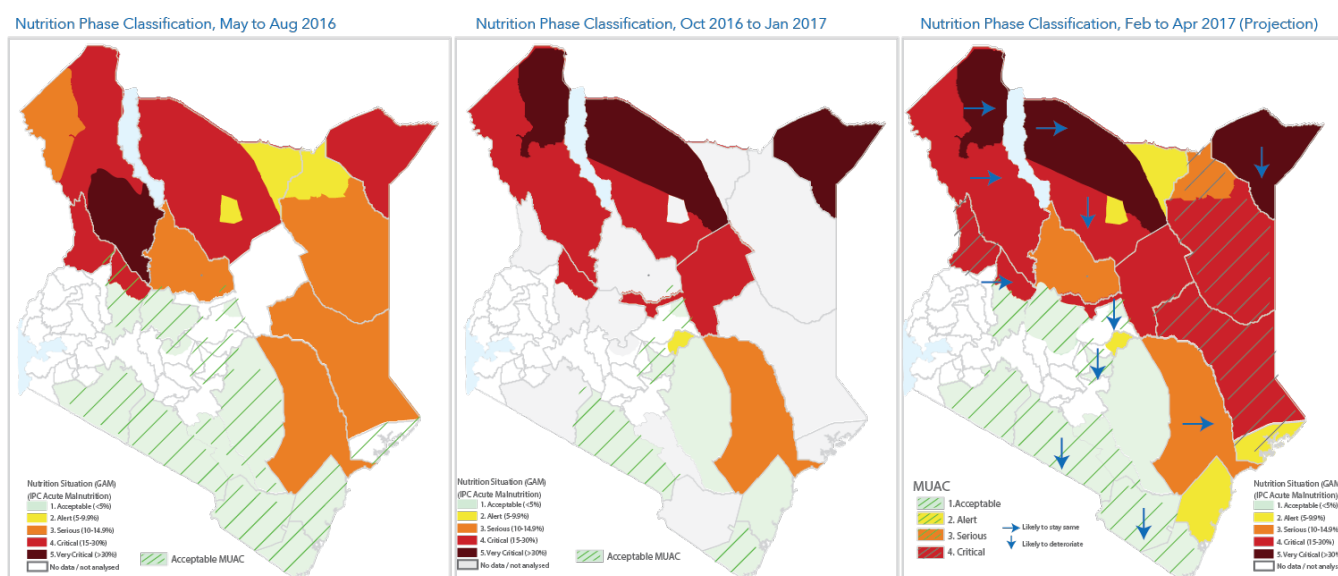 Nutrition Phase Classification, May to Aug 2016
Nutrition Phase Classification, Oct 2016 to Jan 2017
Nutrition Phase Classification, Feb to Apr 2017 (Projection)
Nutrition Situation (GAM)
(IPC Acute Malnutrition)
1. Acceptable (<5%)
2. Alert (5-9.9%)
3. Serious (10-14.9%)
4. Critical (15-30%)
5. Very Critical (>30%)
No data / not analysed
Acceptable MUAC
Nutrition Situation (GAM)
(IPC Acute Malnutrition)
1. Acceptable (<5%)
2. Alert (5-9.9%)
3. Serious (10-14.9%)
4. Critical (15-30%)
5. Very Critical (>30%)
No data / not analysed
Acceptable MUAC
MUAC
1.Acceptable
2. Alert
3. Serious
4. Critical
Likely to stay same
Likely to deteroriate
Nutrition Situation (GAM)
(IPC Acute Malnutrition)
1. Acceptable (<5%)
2. Alert (5-9.9%)
3. Serious (10-14.9%)
4. Critical (15-30%)
5. Very Critical (>30%)
No data / not analysed